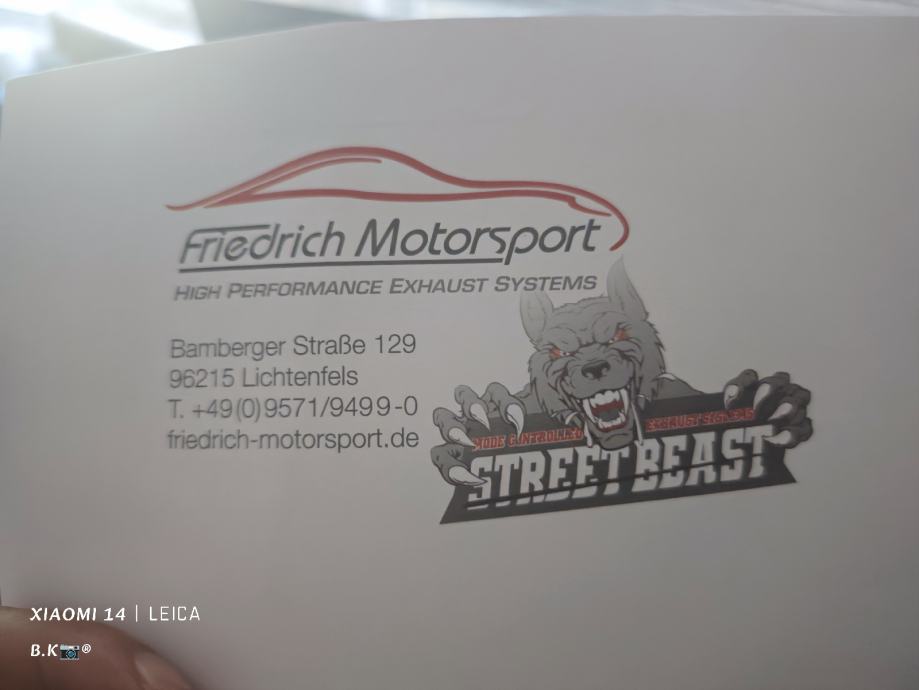 Friedrich Motorsport
HIGH PERFORMANCE EXHAUST SYSTEMS
Bamberger Straße 129
96215 Lichtenfels
T. +49(0)9571/9499-0
friedrich-motorsport.de
MODE CONTROLLED EXHAUST SYSTEMS
STREET BEAST
XIAOMI 14 | LEICA
B.K📷®